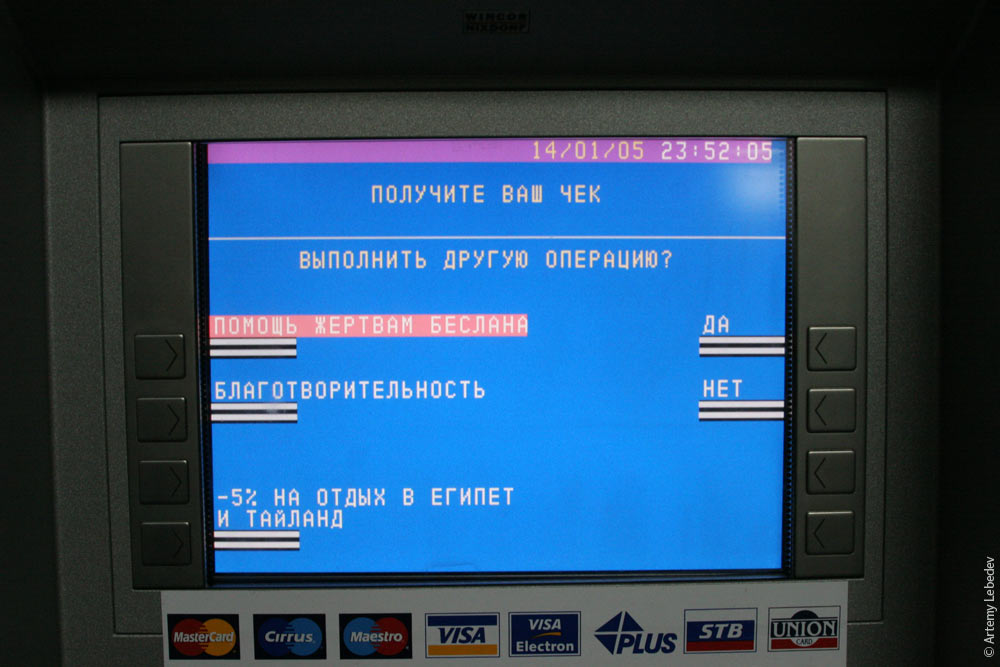 WINCOR
NIXDORF
14/01/05 23:52:05
ПОЛУЧИТЕ ВАШ ЧЕК
ВЫПОЛНИТЬ ДРУГУЮ ОПЕРАЦИЮ?
ПОМОЩЬ ЖЕРТВАМ БЕСЛАНА ДА
БЛАГОТВОРИТЕЛЬНОСТЬ НЕТ
-5% НА ОТДЫХ В ЕГИПЕТ
И ТАЙЛАНД
MasterCard Cirrus Maestro VISA VISA Electron PLUS STB UNION CARD
© Artemy Lebedev